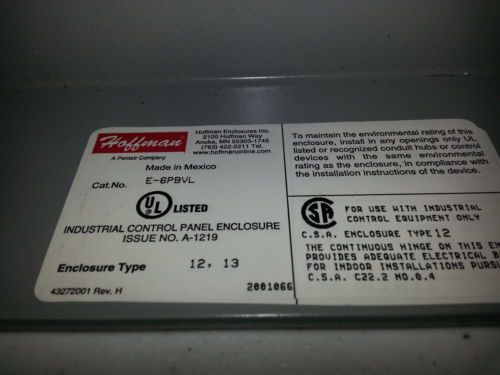 Hoffman
A Pentair Company
Hoffman Enclosures Inc.
2100 Hoffman Way
Anoka, MN 55303-1745
(763) 422-2211 Tel.
www.hoffmanonline.com
Made in Mexico
Cat.No. E-6PBVL
UL LISTED
INDUSTRIAL CONTROL PANEL ENCLOSURE
ISSUE NO. A-1219
Enclosure Type 12, 13
43272001 Rev. H
2001066
To maintain the environmental rating of this
enclosure, install in any openings only UL
listed or recognized conduit hubs or control
devices with the same environmental
rating as the enclosure, in compliance with
the installation instructions of the device.
FOR USE WITH INDUSTRIAL
CONTROL EQUIPMENT ONLY
C.S.A. ENCLOSURE TYPE 12
THE CONTINUOUS HINGE ON THIS EN
PROVIDES ADEQUATE ELECTRICAL B
FOR INDOOR INSTALLATIONS PURSU
C.S.A. C22.2 NO.0.4